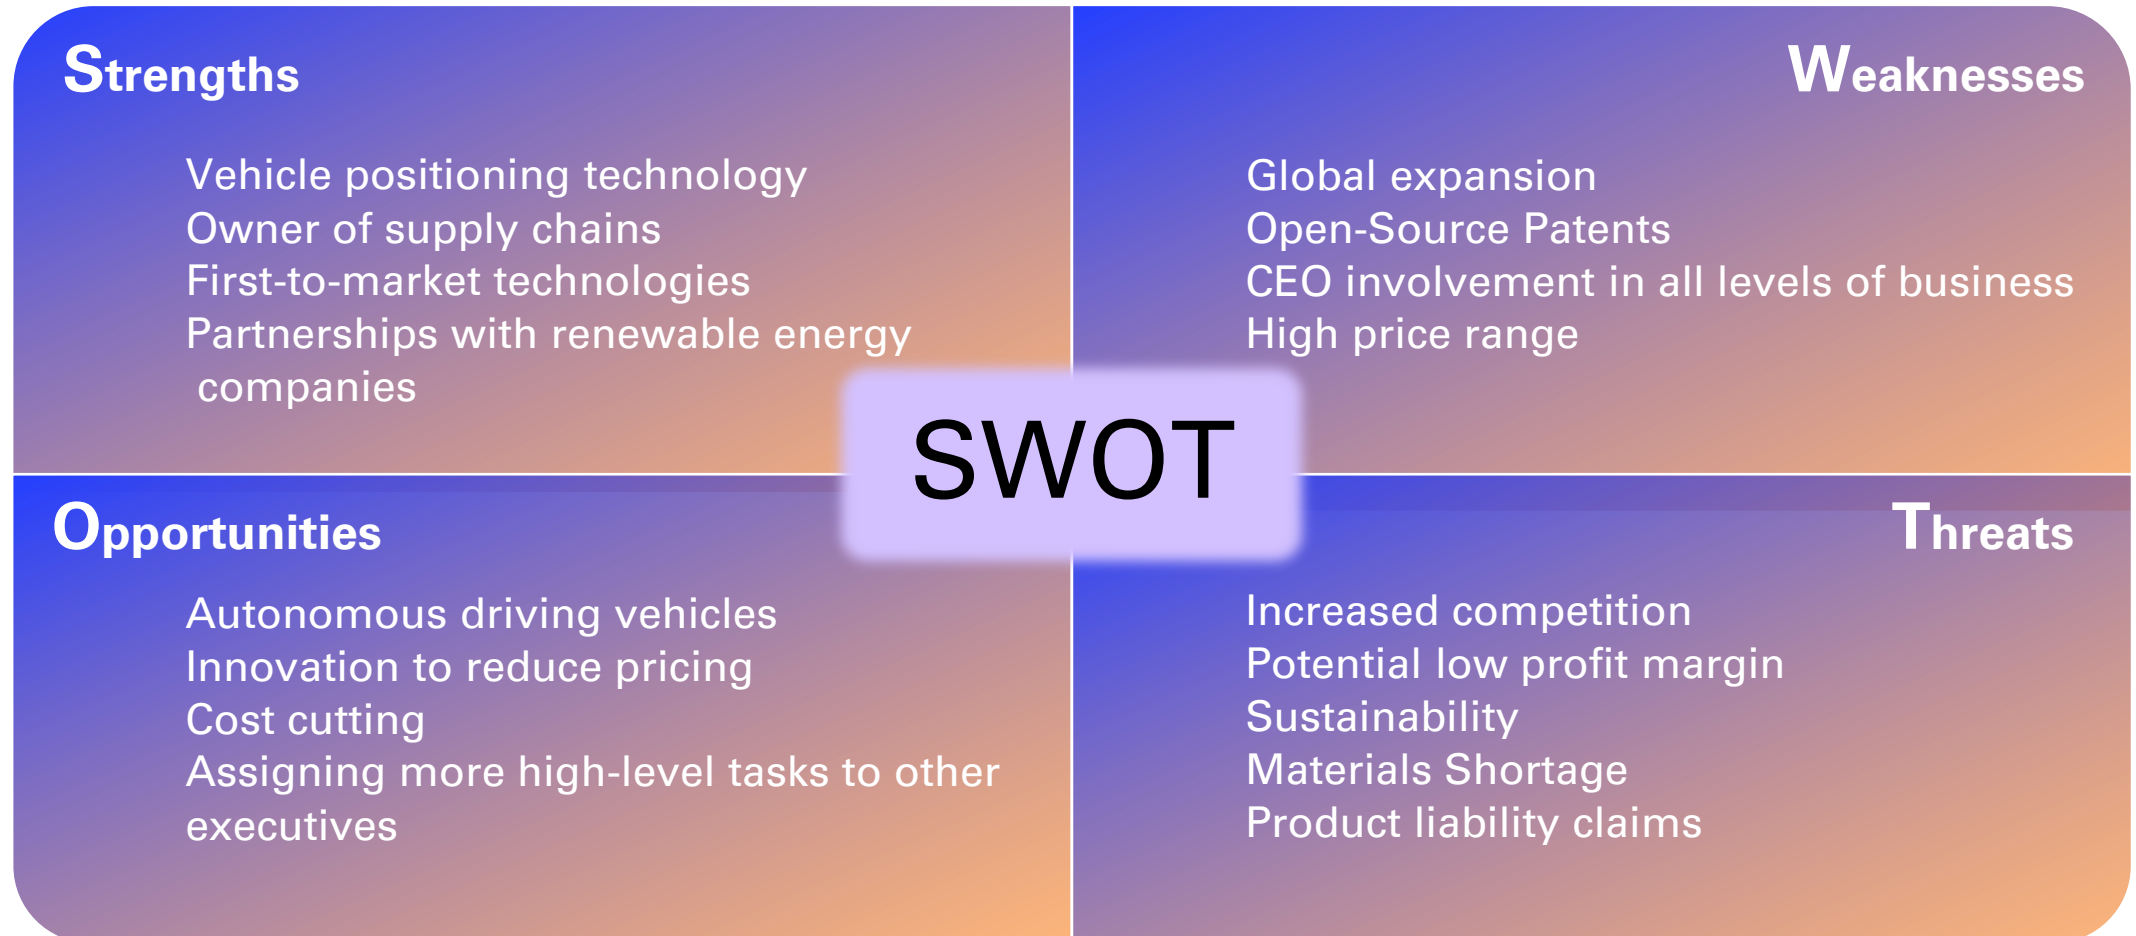 Strengths
Vehicle positioning technology
Owner of supply chains
First-to-market technologies
Partnerships with renewable energy
companies
Weaknesses
Global expansion
Open-Source Patents
CEO involvement in all levels of business
High price range
SWOT
Opportunities
Autonomous driving vehicles
Innovation to reduce pricing
Cost cutting
Assigning more high-level tasks to other
executives
Threats
Increased competition
Potential low profit margin
Sustainability
Materials Shortage
Product liability claims